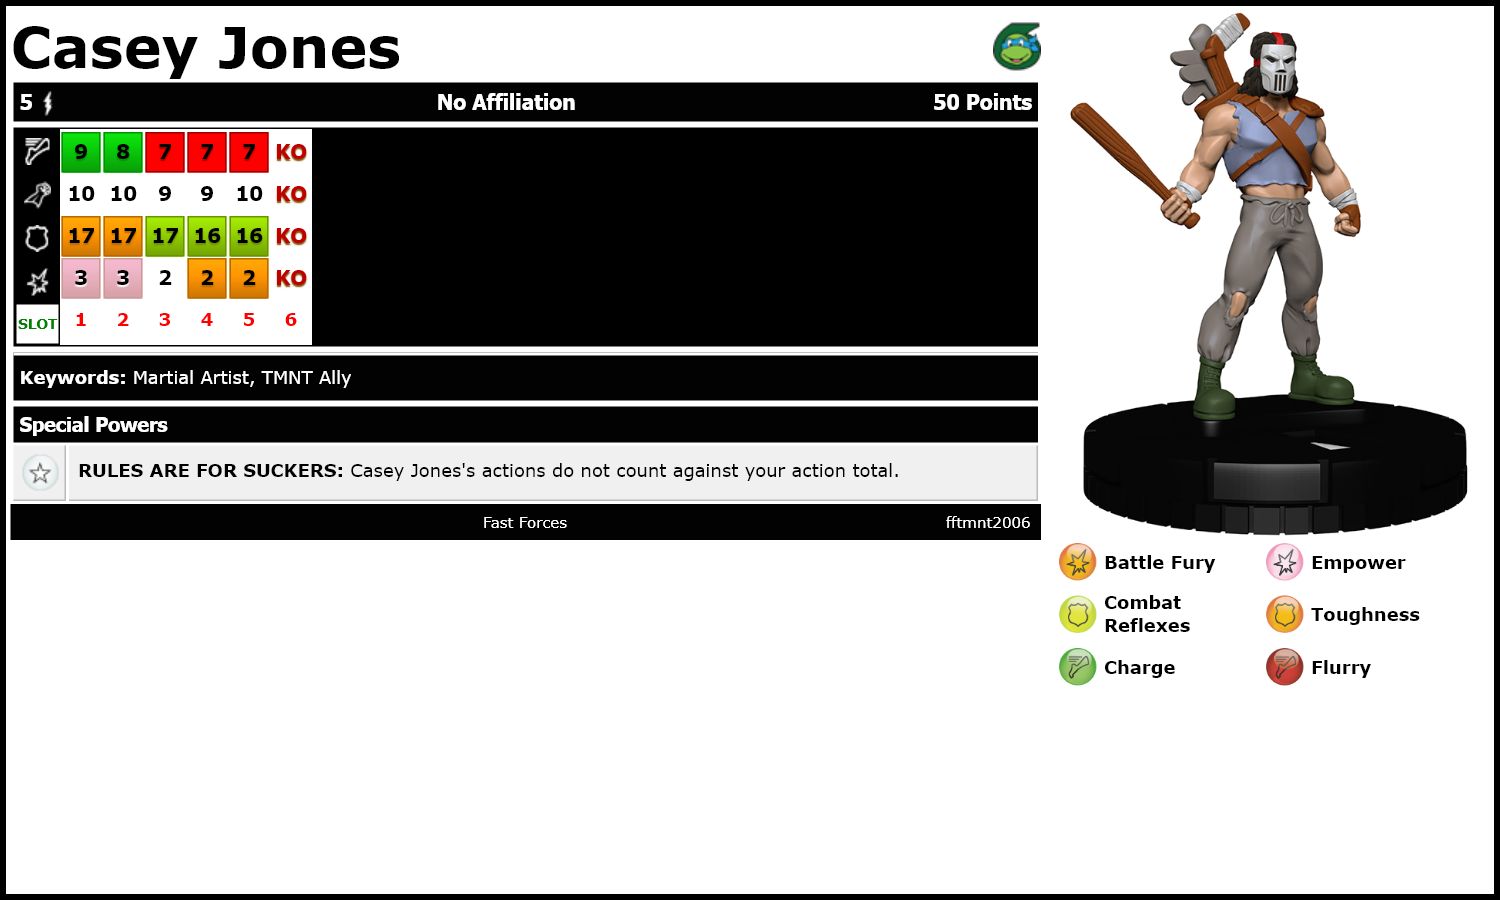 Casey Jones
5 No Affiliation 50 Points
9 8 7 7 7 KO
10 10 9 9 10 KO
17 17 17 16 16 KO
3 3 2 2 2 KO
SLOT 1 2 3 4 5 6
Keywords: Martial Artist, TMNT Ally
Special Powers
RULES ARE FOR SUCKERS: Casey Jones's actions do not count against your action total.
Fast Forces fftmnt2006
Battle Fury Empower
Combat
Reflexes
Toughness
Charge Flurry